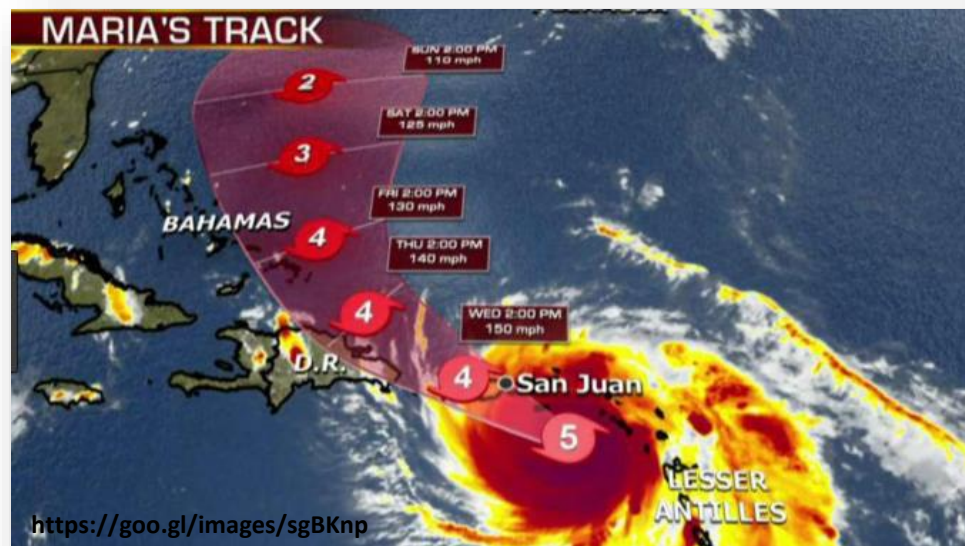 MARIA'S TRACK
SUN 2:00 PM
110 mph
2
SAT 2:00 PM
125 mph
3
FRI 2:00 PM
130 mph
BAHAMAS
4
THU 2:00 PM
140 mph
4
WED 2:00 PM
150 mph
D.R.
4
San Juan
5
LESSER
ANTILLES
https://goo.gl/images/sgBKnp